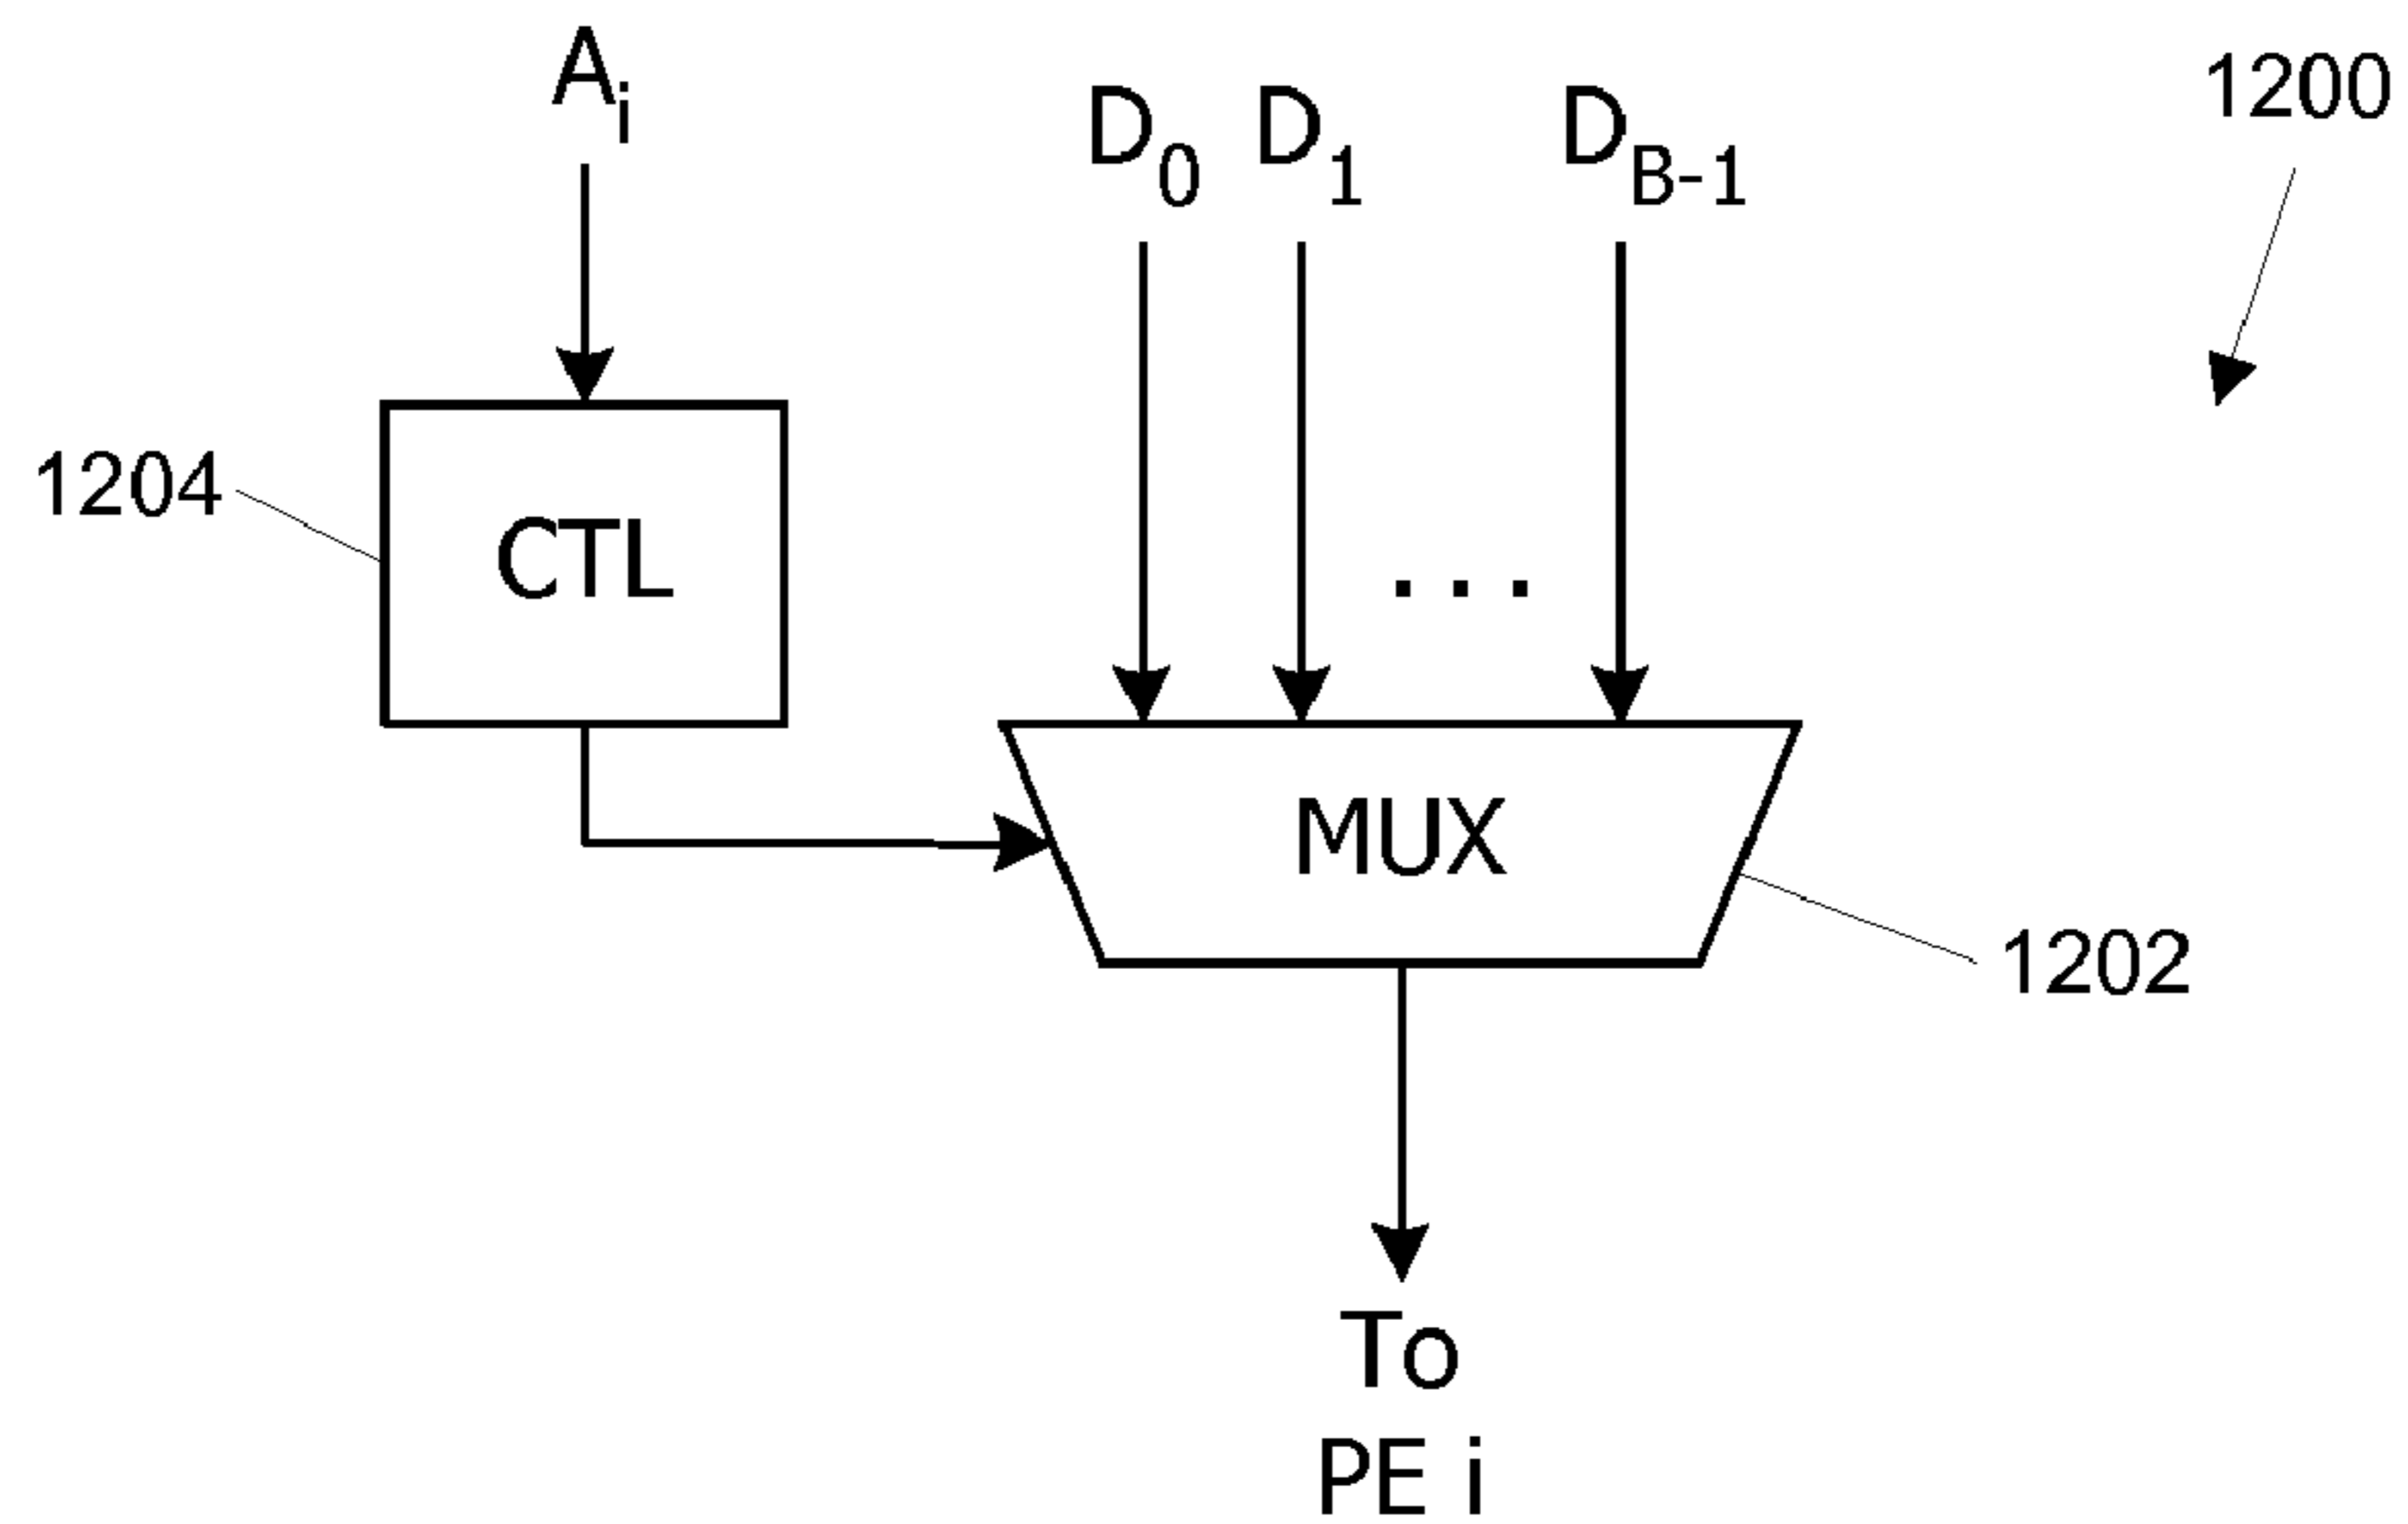 A_i
D_0 D_1 D_B-1
1200
1204
CTL
...
MUX
1202
To
PE i